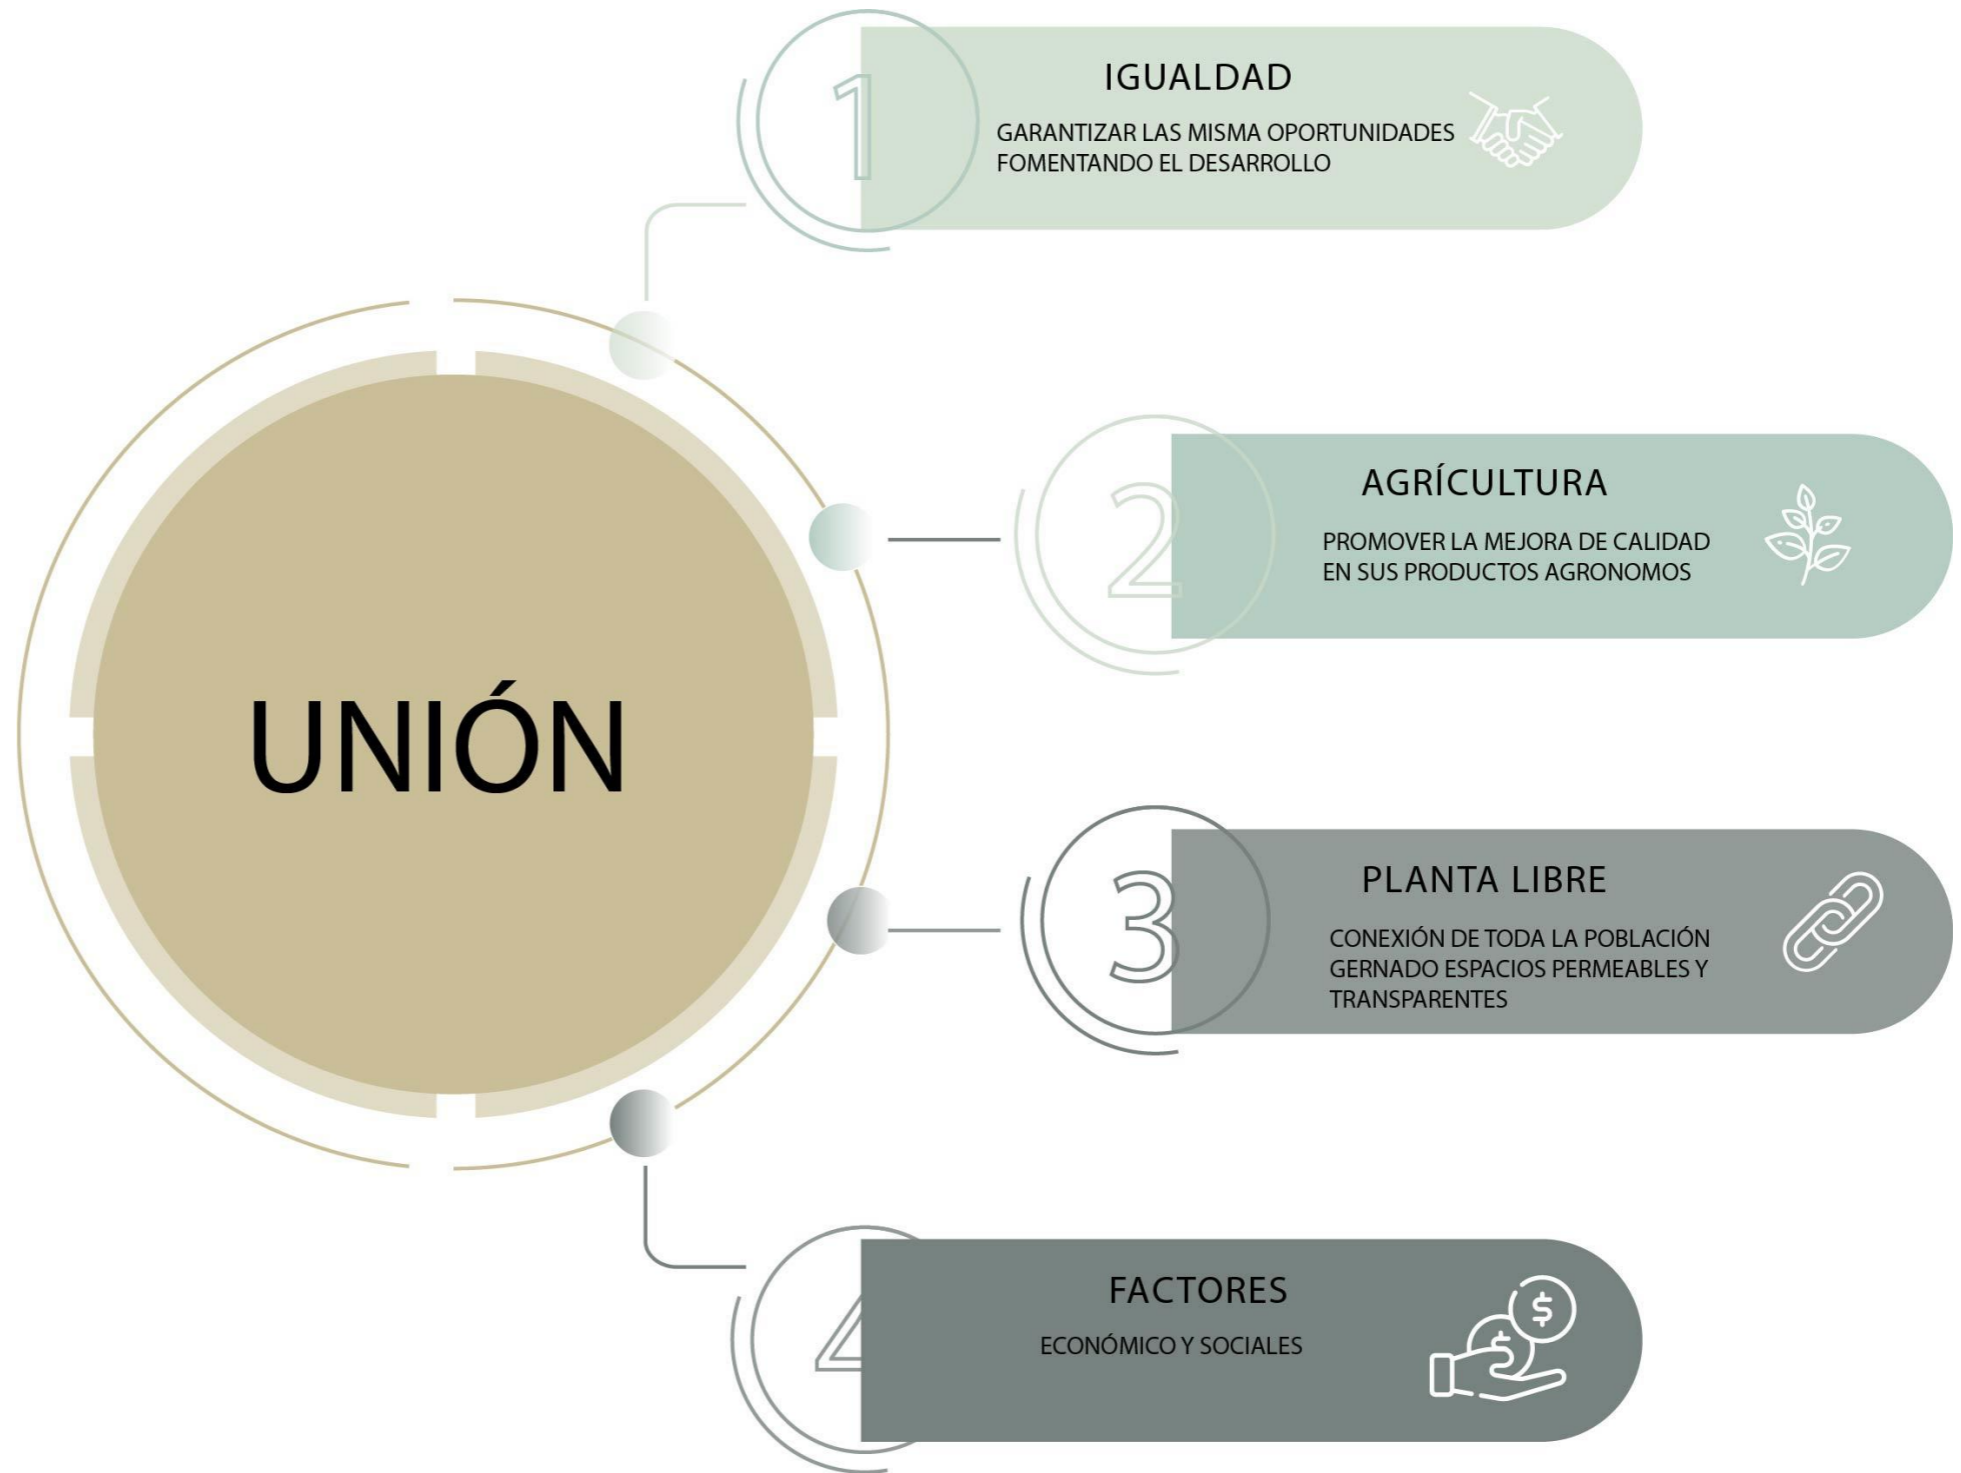 1
IGUALDAD
GARANTIZAR LAS MISMA OPORTUNIDADES
FOMENTANDO EL DESARROLLO
2
AGRÍCULTURA
PROMOVER LA MEJORA DE CALIDAD
EN SUS PRODUCTOS AGRONOMOS
UNIÓN
3
PLANTA LIBRE
CONEXIÓN DE TODA LA POBLACIÓN
GERNADO ESPACIOS PERMEABLES Y
TRANSPARENTES
4
FACTORES
ECONÓMICO Y SOCIALES
$
$